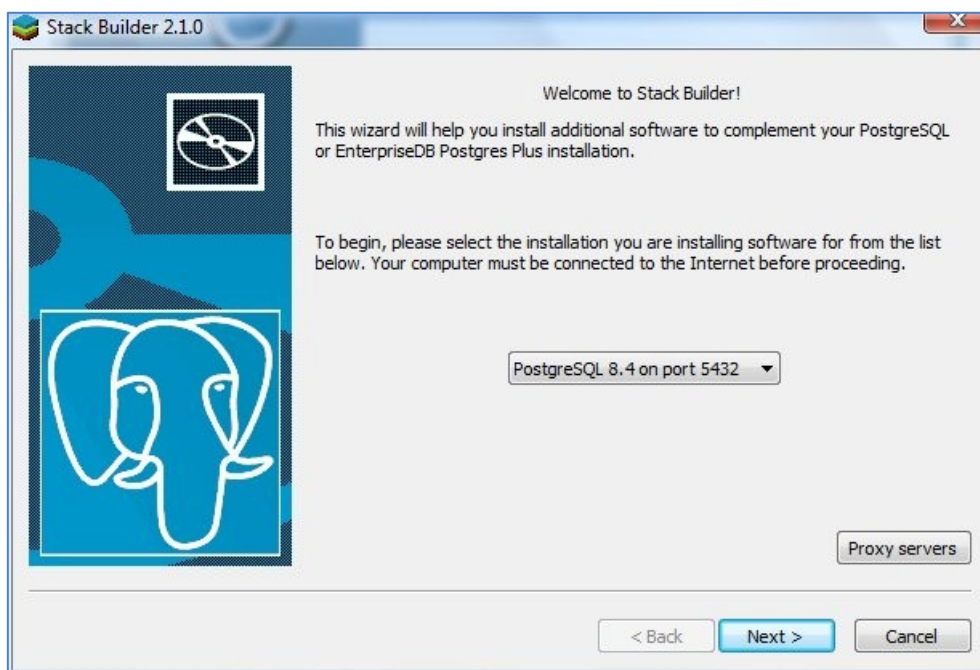 Stack Builder 2.1.0
Welcome to Stack Builder!
This wizard will help you install additional software to complement your PostgreSQL
or EnterpriseDB Postgres Plus installation.
To begin, please select the installation you are installing software for from the list
below. Your computer must be connected to the Internet before proceeding.
PostgreSQL 8.4 on port 5432
Proxy servers
< Back
Next >
Cancel